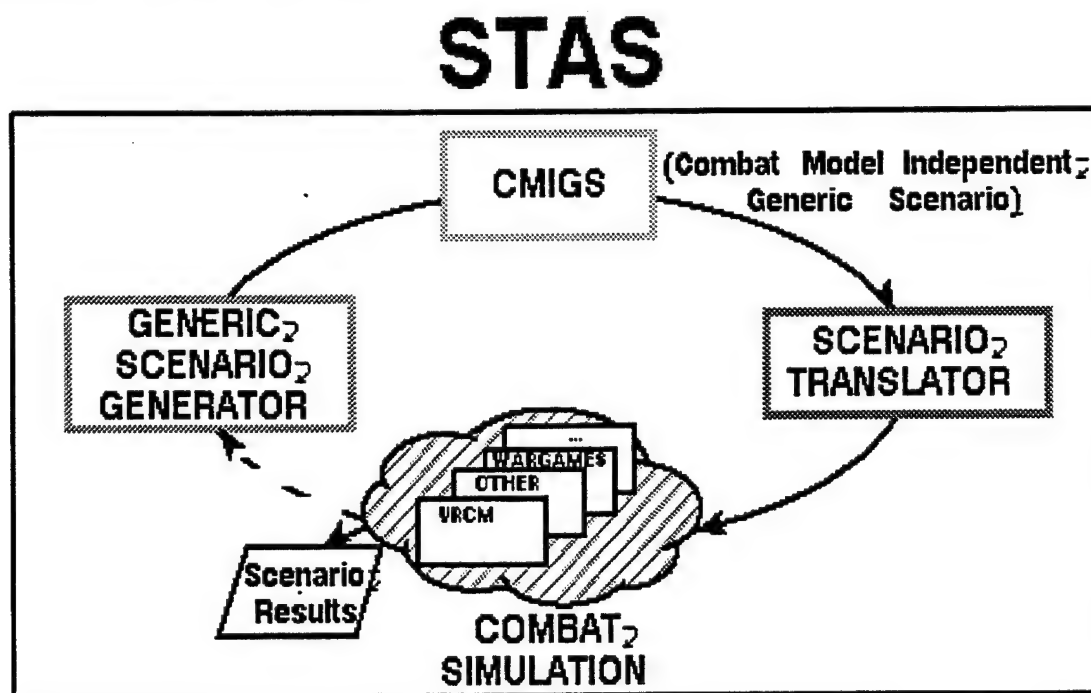 STAS
CMIGS
(Combat Model Independent
Generic Scenario)
GENERIC
SCENARIO
GENERATOR
SCENARIO
TRANSLATOR
...
WARGAMES
OTHER
VRCM
Scenario
Results
COMBAT
SIMULATION